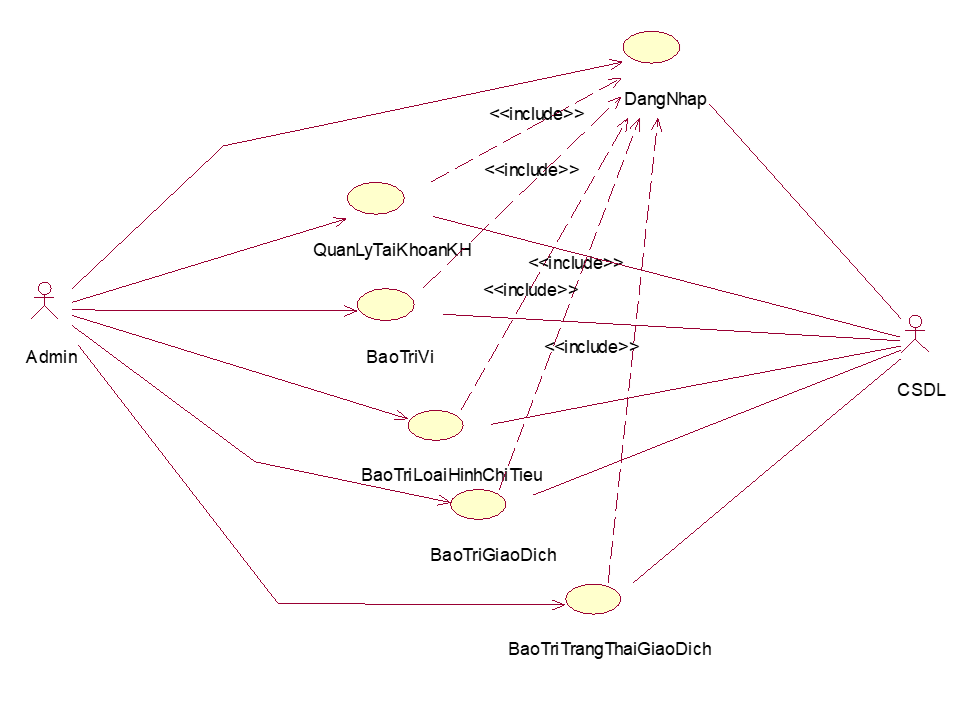 DangNhap
<<include>>
<<include>>
QuanLyTaiKhoanKH
<<include>>
<<include>>
<<include>>
Admin
BaoTriVi
CSDL
BaoTriLoaiHinhChiTieu
BaoTriGiaoDich
BaoTriTrangThaiGiaoDich